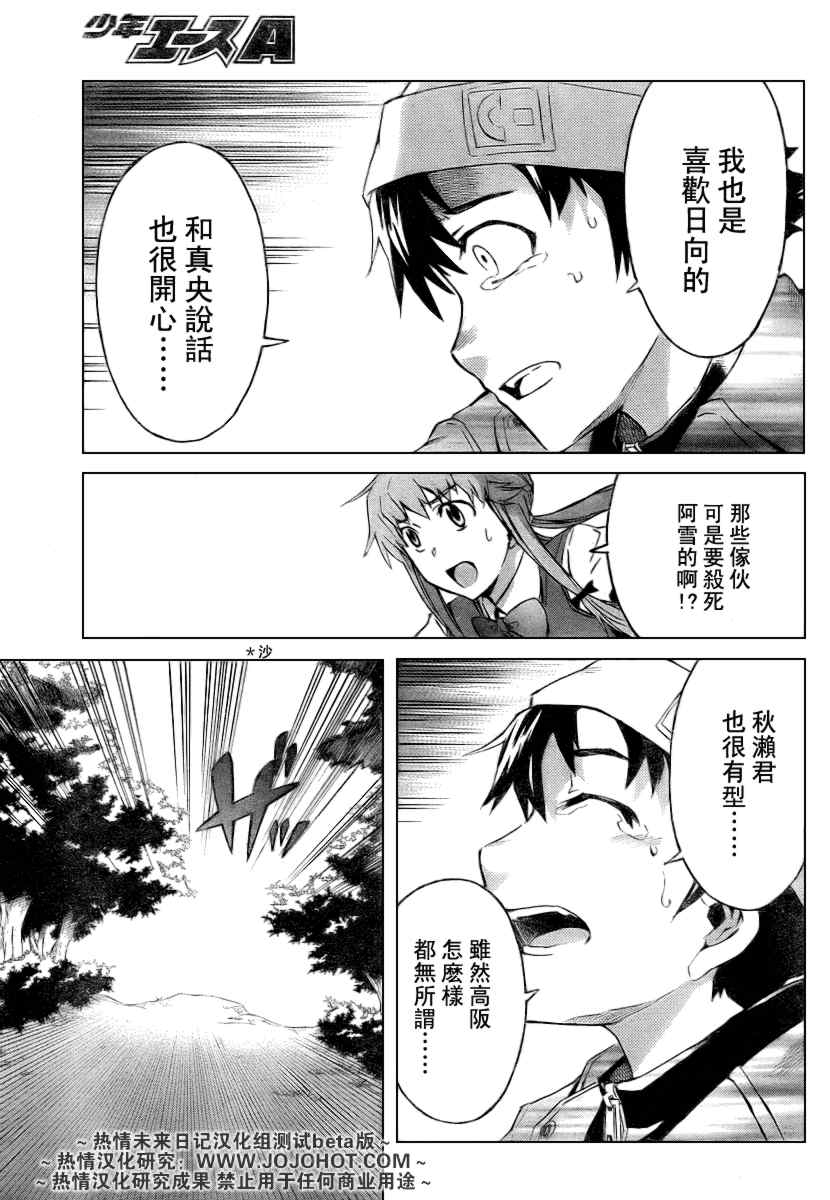 少年エースA
我也是
喜歡日向的
和真央說話
也很開心……
那些傢伙
可是要殺死
阿雪的啊!?
秋瀨君
也很有型……
雖然高阪
怎麼樣
都無所謂……
＊沙
ザザッ
～热情未来日记汉化组测试beta版～
～热情汉化研究：WWW.JOJOHOT.COM～
～热情汉化研究成果 禁止用于任何商业用途～